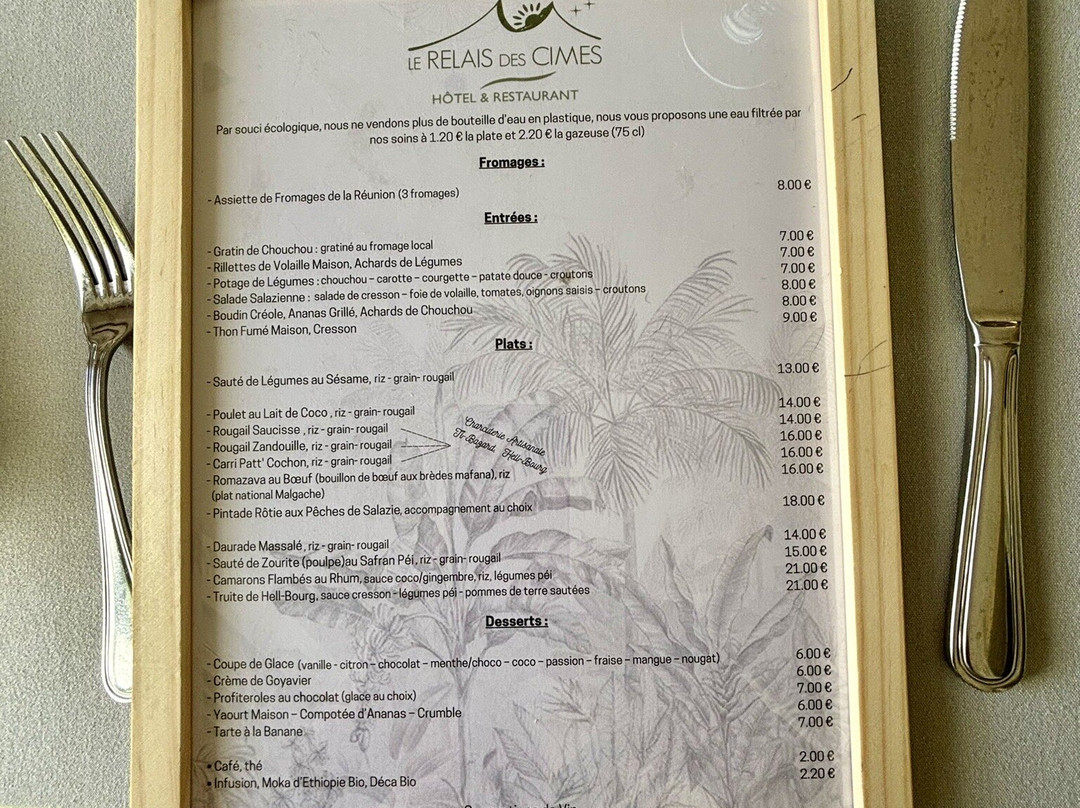 LE RELAIS DES CIMES
HÔTEL & RESTAURANT
Par souci écologique, nous ne vendons plus de bouteille d'eau en plastique, nous vous proposons une eau filtrée par
nos soins à 1.20 € la plate et 2.20 € la gazeuse (75 cl)
Fromages :
- Assiette de Fromages de la Réunion (3 fromages) 8.00 €
Entrées :
- Gratin de Chouchou : gratiné au fromage local 7.00 €
- Rillettes de Volaille Maison, Achards de Légumes 7.00 €
- Potage de Légumes : chouchou – carotte – courgette – patate douce - croutons 7.00 €
- Salade Salazienne : salade de cresson – foie de volaille, tomates, oignons saisis – croutons 8.00 €
- Boudin Créole, Ananas Grillé, Achards de Chouchou 8.00 €
- Thon Fumé Maison, Cresson 9.00 €
Plats :
- Sauté de Légumes au Sésame, riz - grain- rougail 13.00 €
- Poulet au Lait de Coco , riz - grain- rougail 14.00 €
- Rougail Saucisse , riz - grain- rougail 14.00 €
- Rougail Zandouille, riz - grain- rougail 16.00 €
- Carri Patt' Cochon, riz - grain- rougail 16.00 €
Charcuterie Artisanale
Ti-Bagard Hell-Bourg
- Romazava au Bœuf (bouillon de bœuf aux brèdes mafana), riz 16.00 €
(plat national Malgache)
- Pintade Rôtie aux Pêches de Salazie, accompagnement au choix 18.00 €
- Daurade Massalé, riz - grain- rougail 14.00 €
- Sauté de Zourite (poulpe)au Safran Péi, riz - grain- rougail 15.00 €
- Camarons Flambés au Rhum, sauce coco/gingembre, riz, légumes péi 21.00 €
- Truite de Hell-Bourg, sauce cresson - légumes péi - pommes de terre sautées 21.00 €
Desserts :
- Coupe de Glace (vanille - citron – chocolat – menthe/choco – coco – passion – fraise – mangue – nougat) 6.00 €
- Crème de Goyavier 6.00 €
- Profiteroles au chocolat (glace au choix) 7.00 €
- Yaourt Maison – Compotée d'Ananas – Crumble 6.00 €
- Tarte à la Banane 7.00 €
• Café, thé 2.00 €
• Infusion, Moka d'Ethiopie Bio, Déca Bio 2.20 €